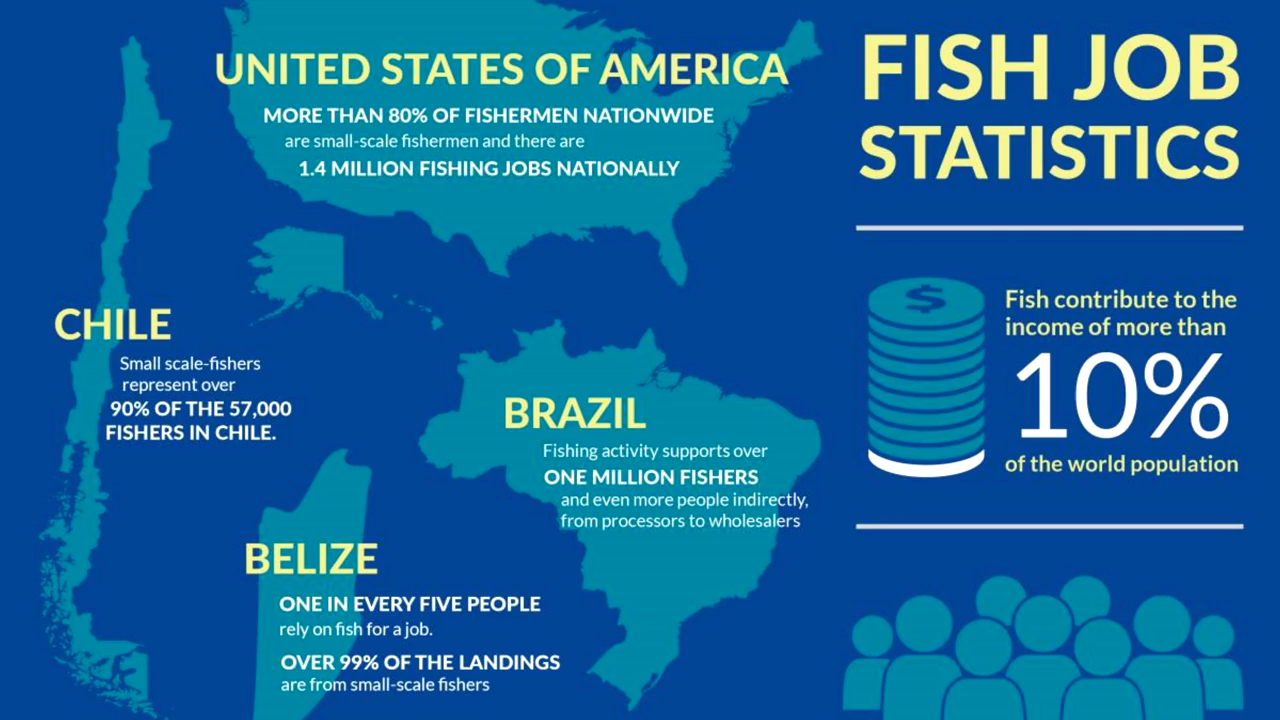 UNITED STATES OF AMERICA
MORE THAN 80% OF FISHERMEN NATIONWIDE
are small-scale fishermen and there are
1.4 MILLION FISHING JOBS NATIONALLY
CHILE
Small scale-fishers
represent over
90% OF THE 57,000
FISHERS IN CHILE.
BRAZIL
Fishing activity supports over
ONE MILLION FISHERS
and even more people indirectly,
from processors to wholesalers
BELIZE
ONE IN EVERY FIVE PEOPLE
rely on fish for a job.
OVER 99% OF THE LANDINGS
are from small-scale fishers
FISH JOB
STATISTICS
$
Fish contribute to the
income of more than
10%
of the world population